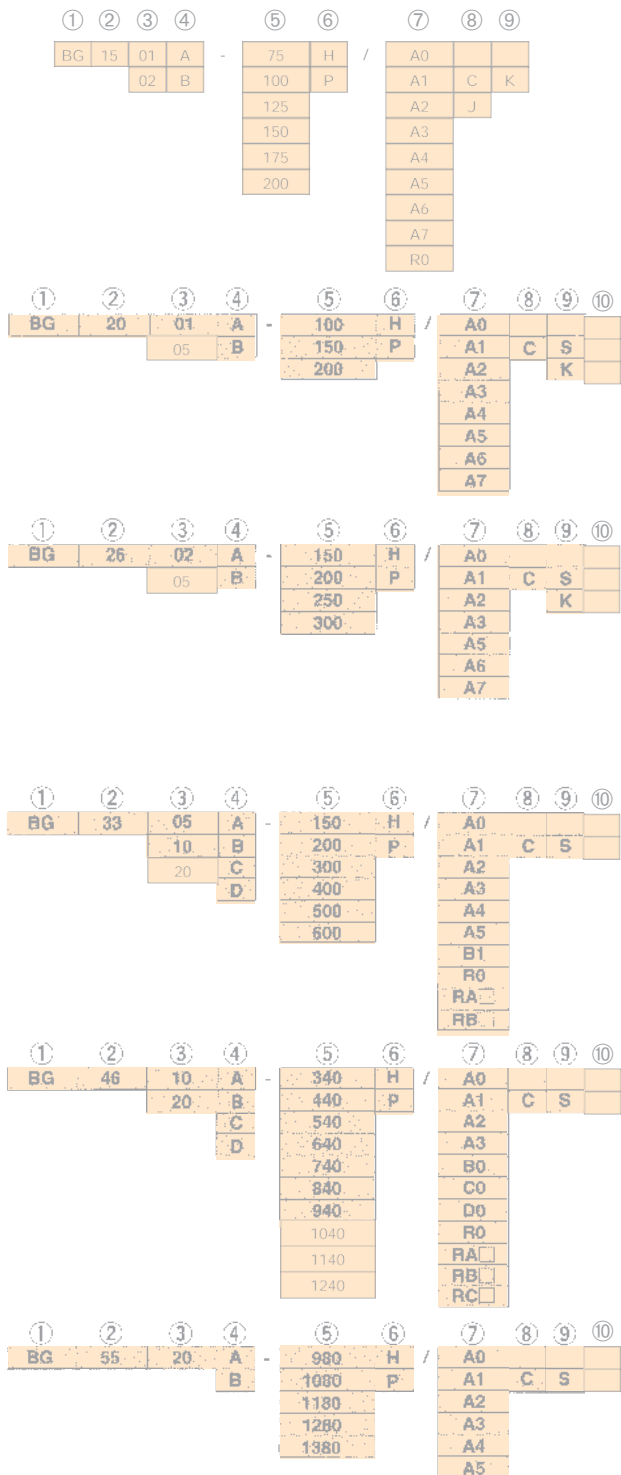 ① ② ③ ④ ⑤ ⑥ ⑦ ⑧ ⑨
BG 15 01 A - 75 H / A0
02 B 100 P A1 C K
125 A2 J
150 A3
175 A4
200 A5
A6
A7
R0
① ② ③ ④ ⑤ ⑥ ⑦ ⑧ ⑨ ⑩
BG 20 01 A - 100 H / A0
05 B 150 P A1 C S
200 A2 K
A3
A4
A5
A6
A7
① ② ③ ④ ⑤ ⑥ ⑦ ⑧ ⑨ ⑩
BG 26 02 A - 150 H / A0
05 B 200 P A1 C S
250 A2 K
300 A3
A5
A6
A7
① ② ③ ④ ⑤ ⑥ ⑦ ⑧ ⑨ ⑩
BG 33 05 A - 150 H / A0
10 B 200 P A1 C S
20 C 300 A2
D 400 A3
500 A4
600 A5
B1
R0
RA□
RB□
① ② ③ ④ ⑤ ⑥ ⑦ ⑧ ⑨ ⑩
BG 46 10 A - 340 H / A0
20 B 440 P A1 C S
C 540 A2
D 640 A3
740 B0
840 C0
940 D0
1040 R0
1140 RA□
1240 RB□
RC□
① ② ③ ④ ⑤ ⑥ ⑦ ⑧ ⑨ ⑩
BG 55 20 A - 980 H / A0
B 1080 P A1 C S
1180 A2
1280 A3
1380 A4
A5